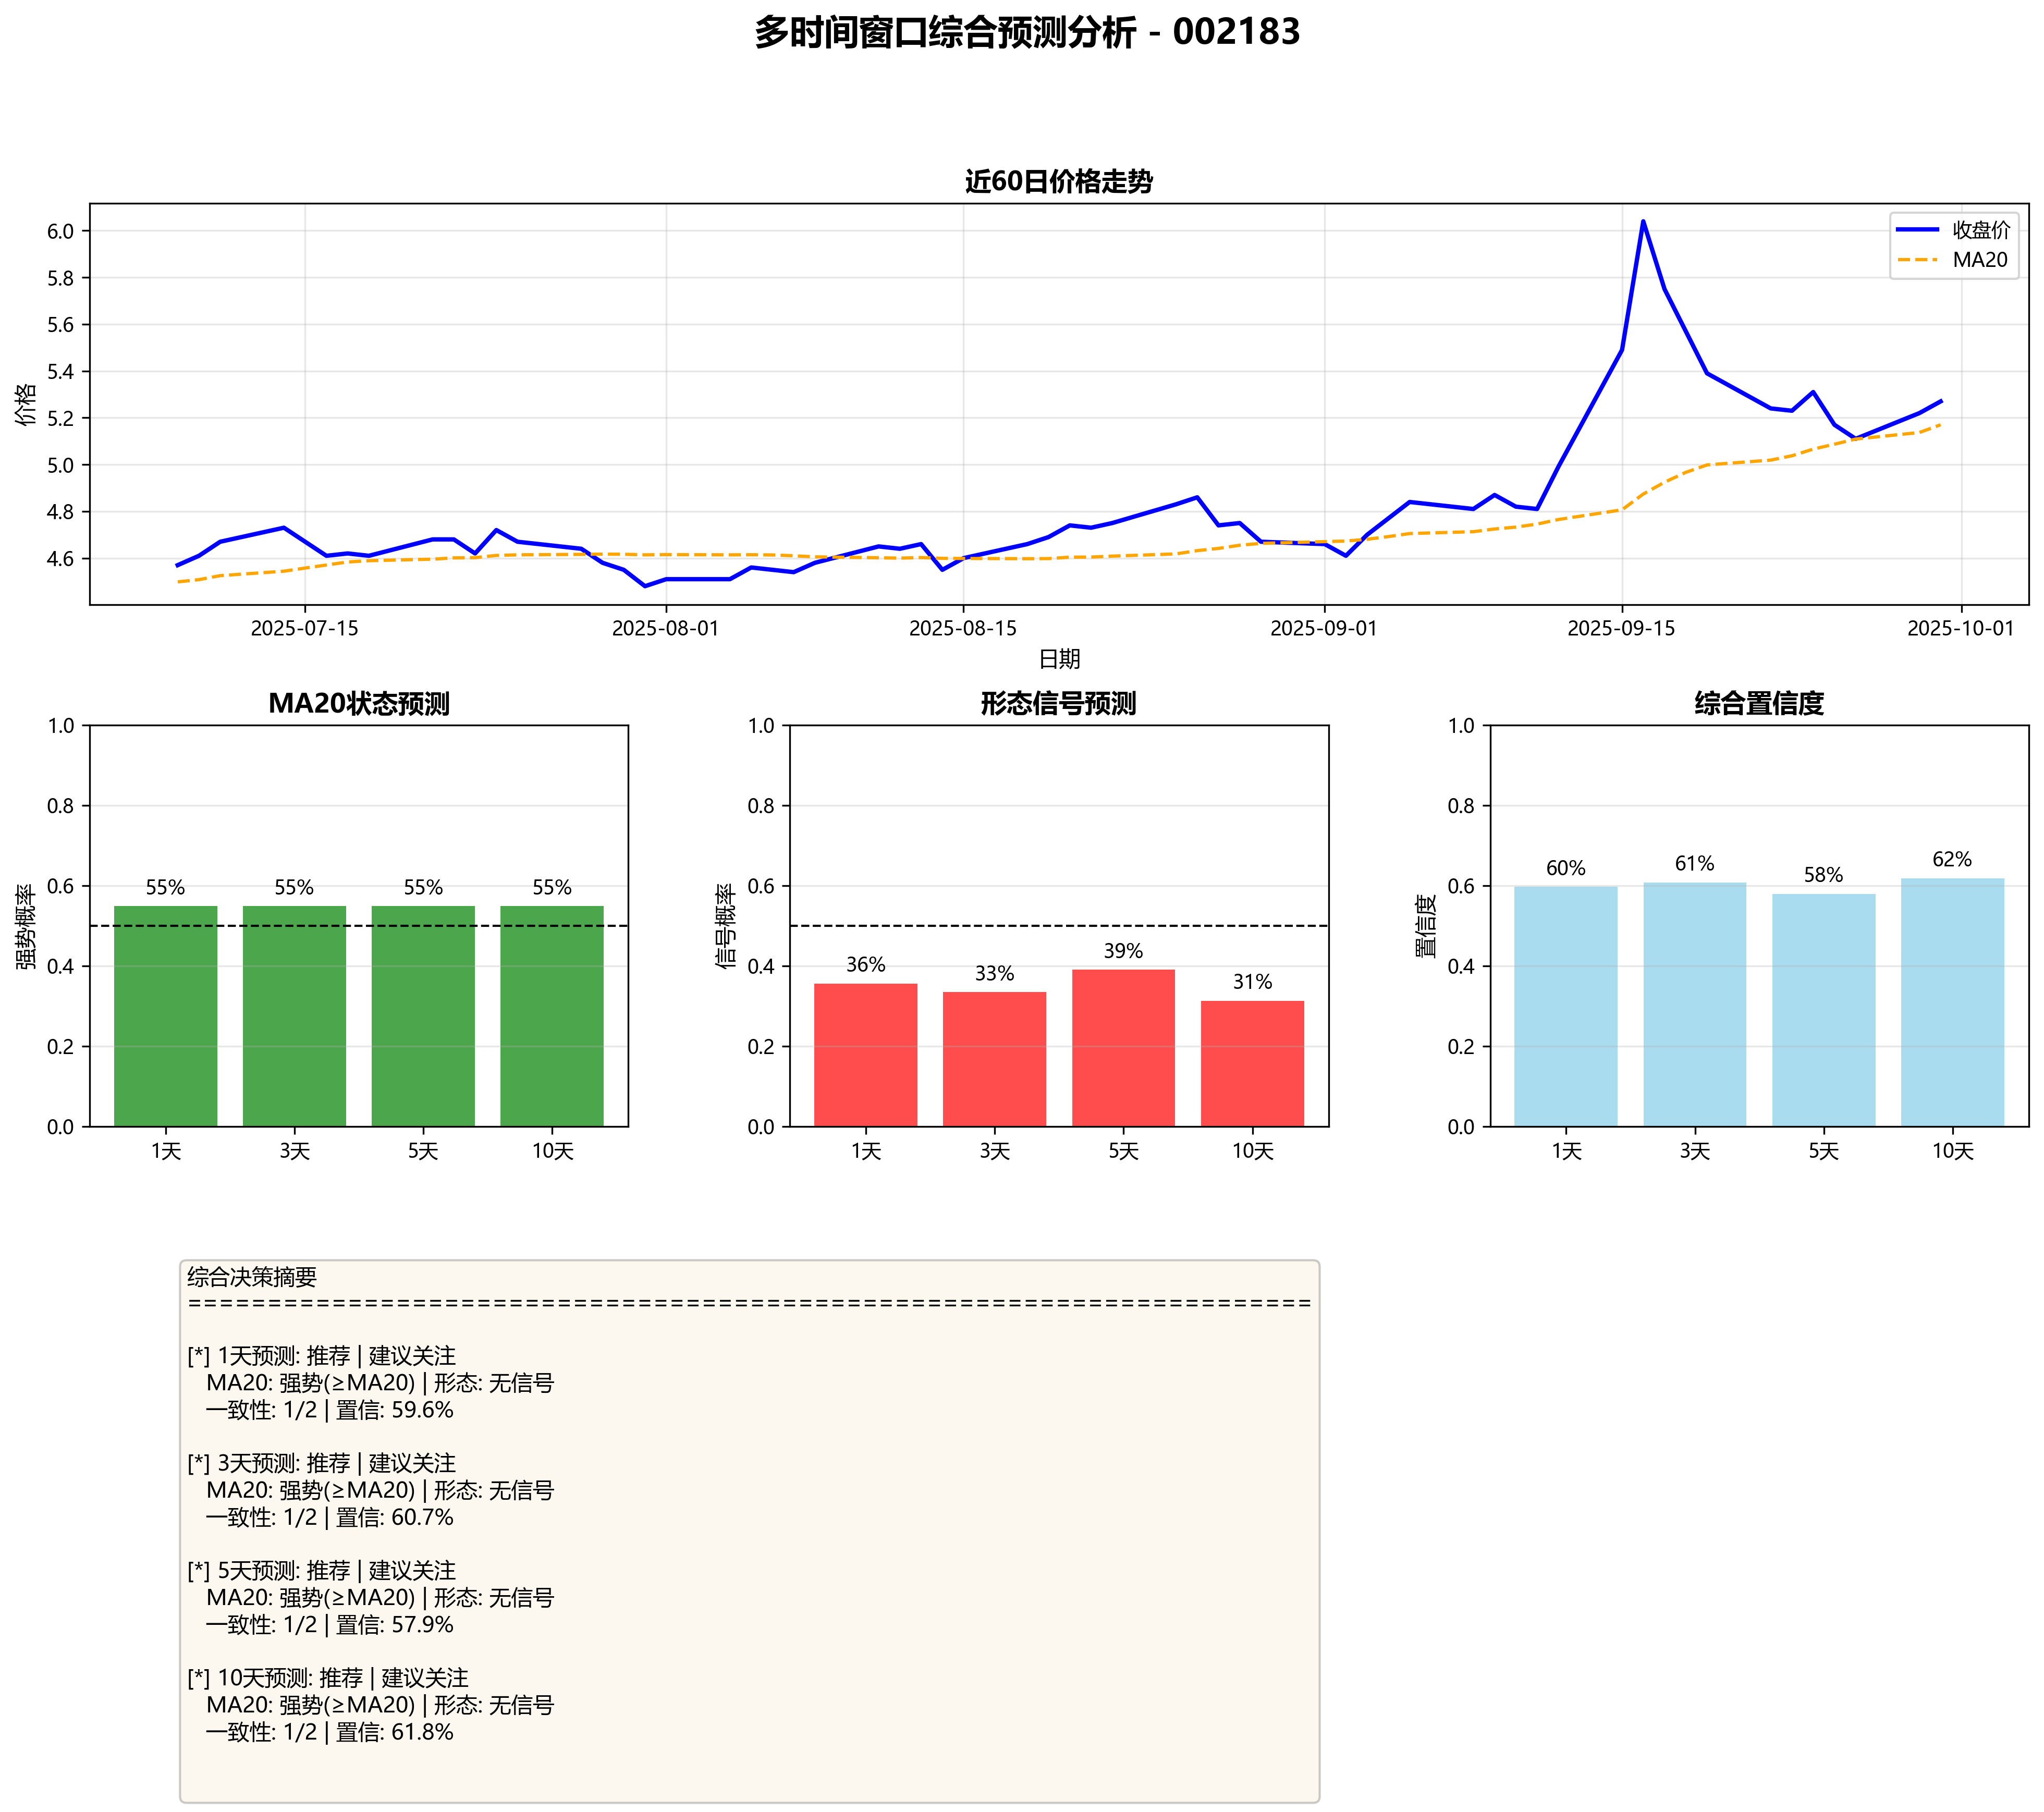 多时间窗口综合预测分析 - 002183
近60日价格走势
收盘价
MA20
价格
6.0
5.8
5.6
5.4
5.2
5.0
4.8
4.6
2025-07-15
2025-08-01
2025-08-15
2025-09-01
2025-09-15
2025-10-01
日期
MA20状态预测
强势概率
1.0
0.8
0.6
0.4
0.2
0.0
55%
55%
55%
55%
1天
3天
5天
10天
形态信号预测
信号概率
1.0
0.8
0.6
0.4
0.2
0.0
36%
33%
39%
31%
1天
3天
5天
10天
综合置信度
置信度
1.0
0.8
0.6
0.4
0.2
0.0
60%
61%
58%
62%
1天
3天
5天
10天
综合决策摘要
======================================================================
[*] 1天预测: 推荐 | 建议关注
MA20: 强势(≥MA20) | 形态: 无信号
一致性: 1/2 | 置信: 59.6%
[*] 3天预测: 推荐 | 建议关注
MA20: 强势(≥MA20) | 形态: 无信号
一致性: 1/2 | 置信: 60.7%
[*] 5天预测: 推荐 | 建议关注
MA20: 强势(≥MA20) | 形态: 无信号
一致性: 1/2 | 置信: 57.9%
[*] 10天预测: 推荐 | 建议关注
MA20: 强势(≥MA20) | 形态: 无信号
一致性: 1/2 | 置信: 61.8%